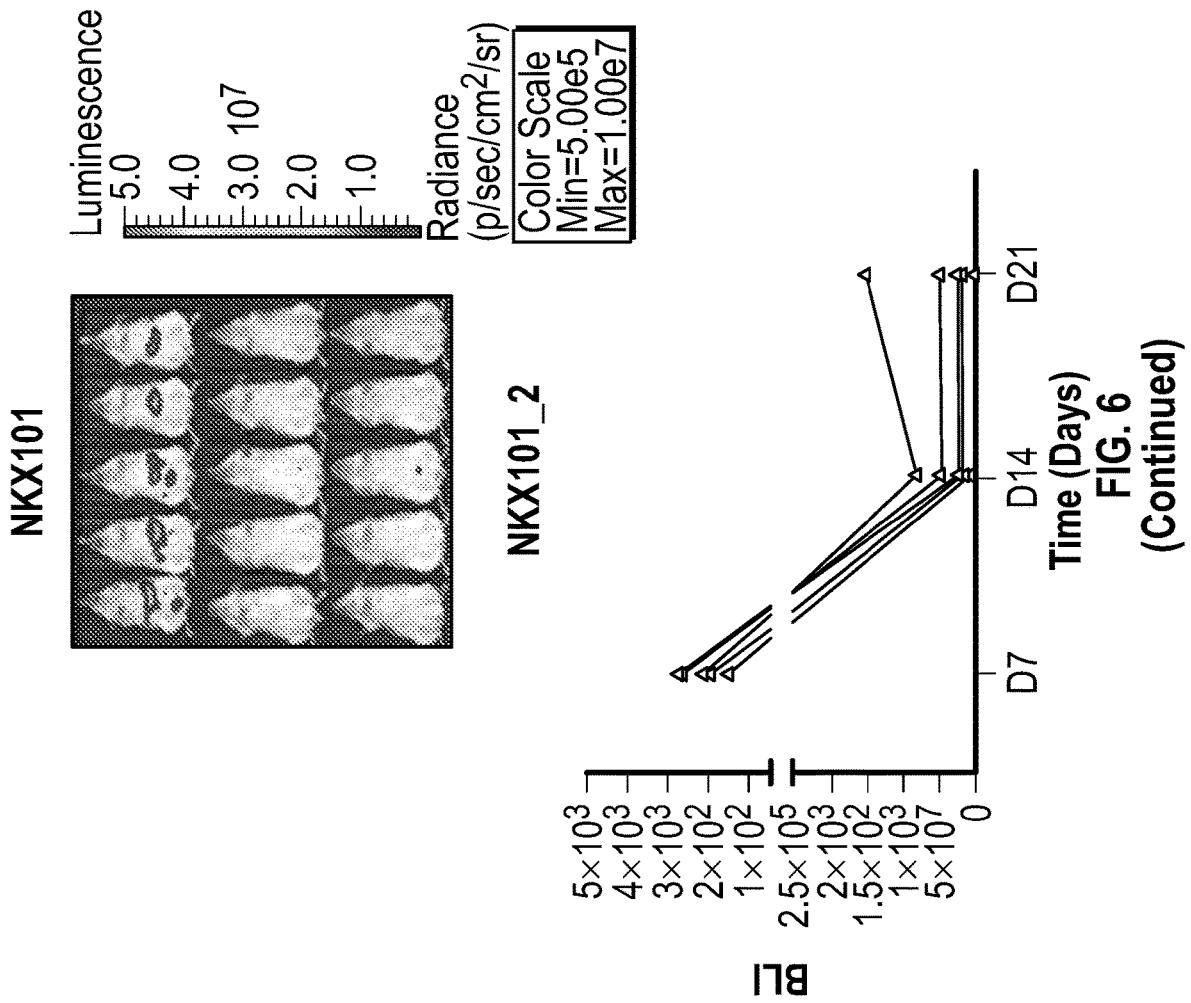 NKX101
Luminescence
5.0
4.0
3.0
10⁷
2.0
1.0
Radiance
(p/sec/cm²/sr)
Color Scale
Min=5.00e5
Max=1.00e7
NKX101_2
BLI
5×10³
4×10³
3×10³
2×10²
1×10²
2.5×10⁵
2×10³
1.5×10²
1×10³
5×10⁷
0
D7
D14
D21
Time (Days)
FIG. 6
(Continued)